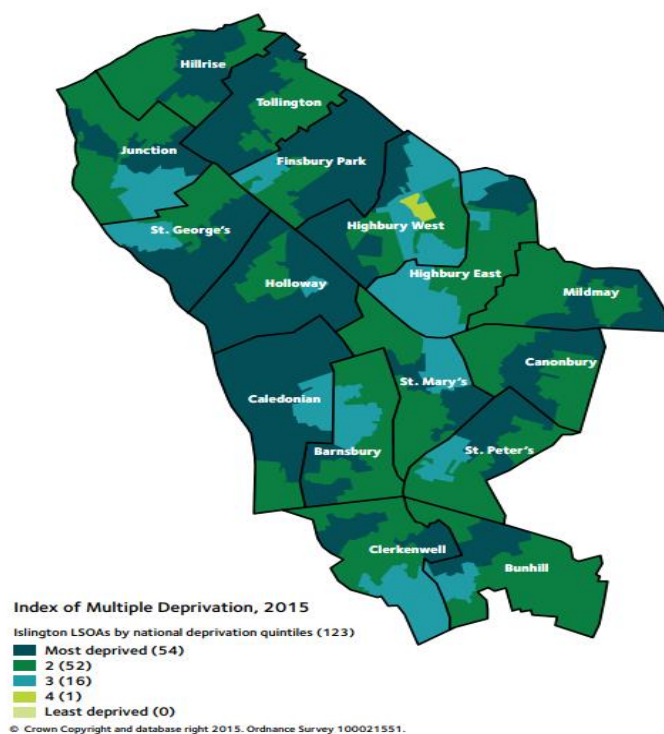 Hillrise
Tollington
Junction
Finsbury Park
Highbury West
St. George's
Highbury East
Holloway
Mildmay
Canonbury
St. Mary's
Caledonian
Barnsbury
St. Peter's
Clerkenwell
Bunhill
Index of Multiple Deprivation, 2015
Islington LSOAs by national deprivation quintiles (123)
Most deprived (54)
2 (52)
3 (16)
4 (1)
Least deprived (0)
© Crown Copyright and database right 2015. Ordnance Survey 100021551.